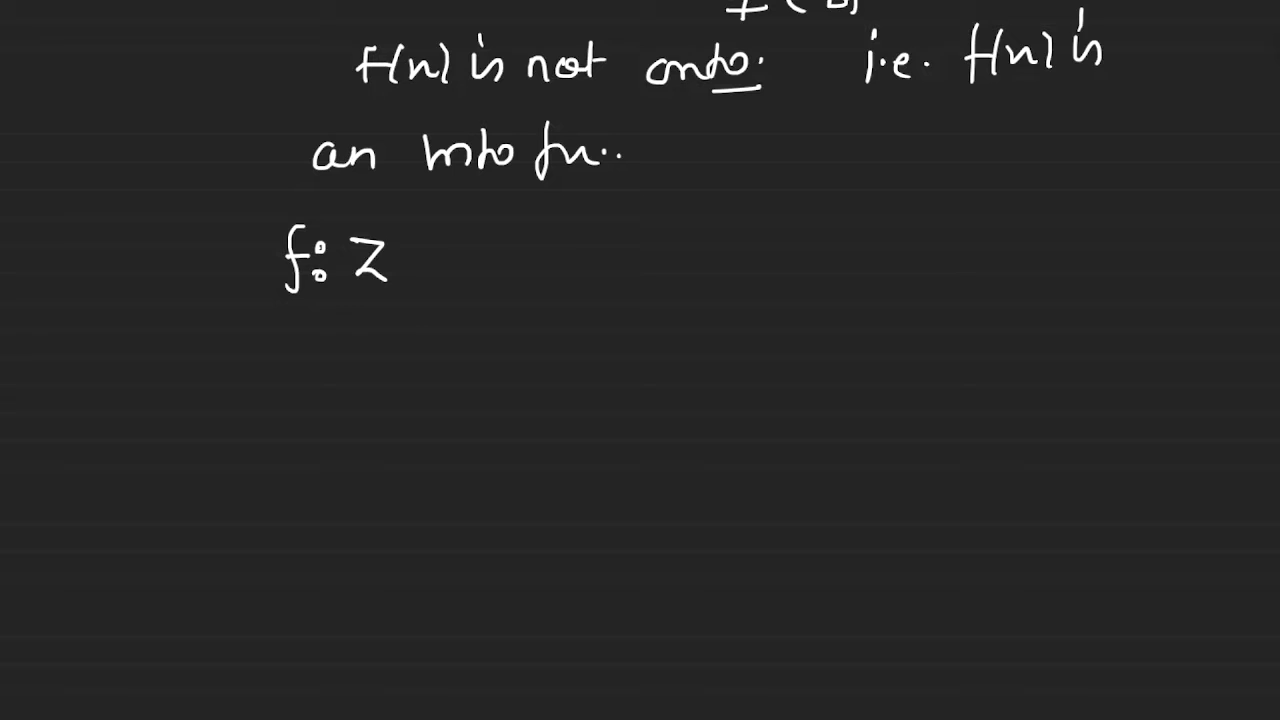 f(x) is not onto. i.e. f(x) is
an into fn..
f: Z